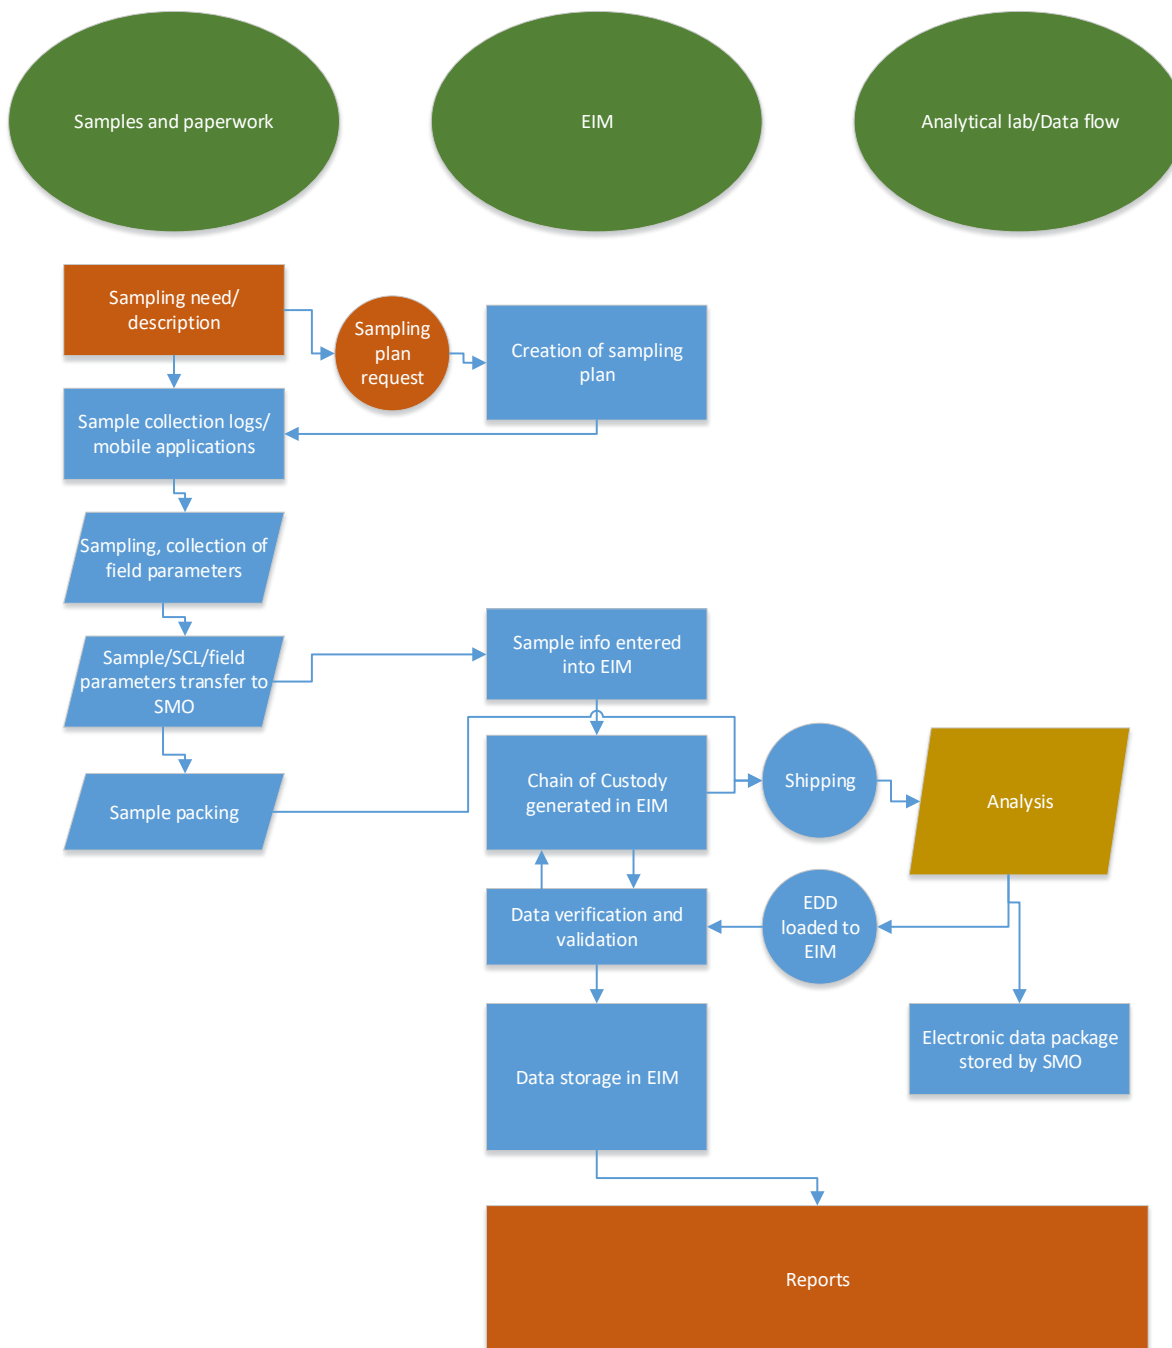 Samples and paperwork
EIM
Analytical lab/Data flow
Sampling need/
description
Sampling
plan
request
Creation of sampling
plan
Sample collection logs/
mobile applications
Sampling, collection of
field parameters
Sample/SCL/field
parameters transfer to
SMO
Sample info entered
into EIM
Sample packing
Chain of Custody
generated in EIM
Shipping
Analysis
Data verification and
validation
EDD
loaded to
EIM
Electronic data package
stored by SMO
Data storage in EIM
Reports